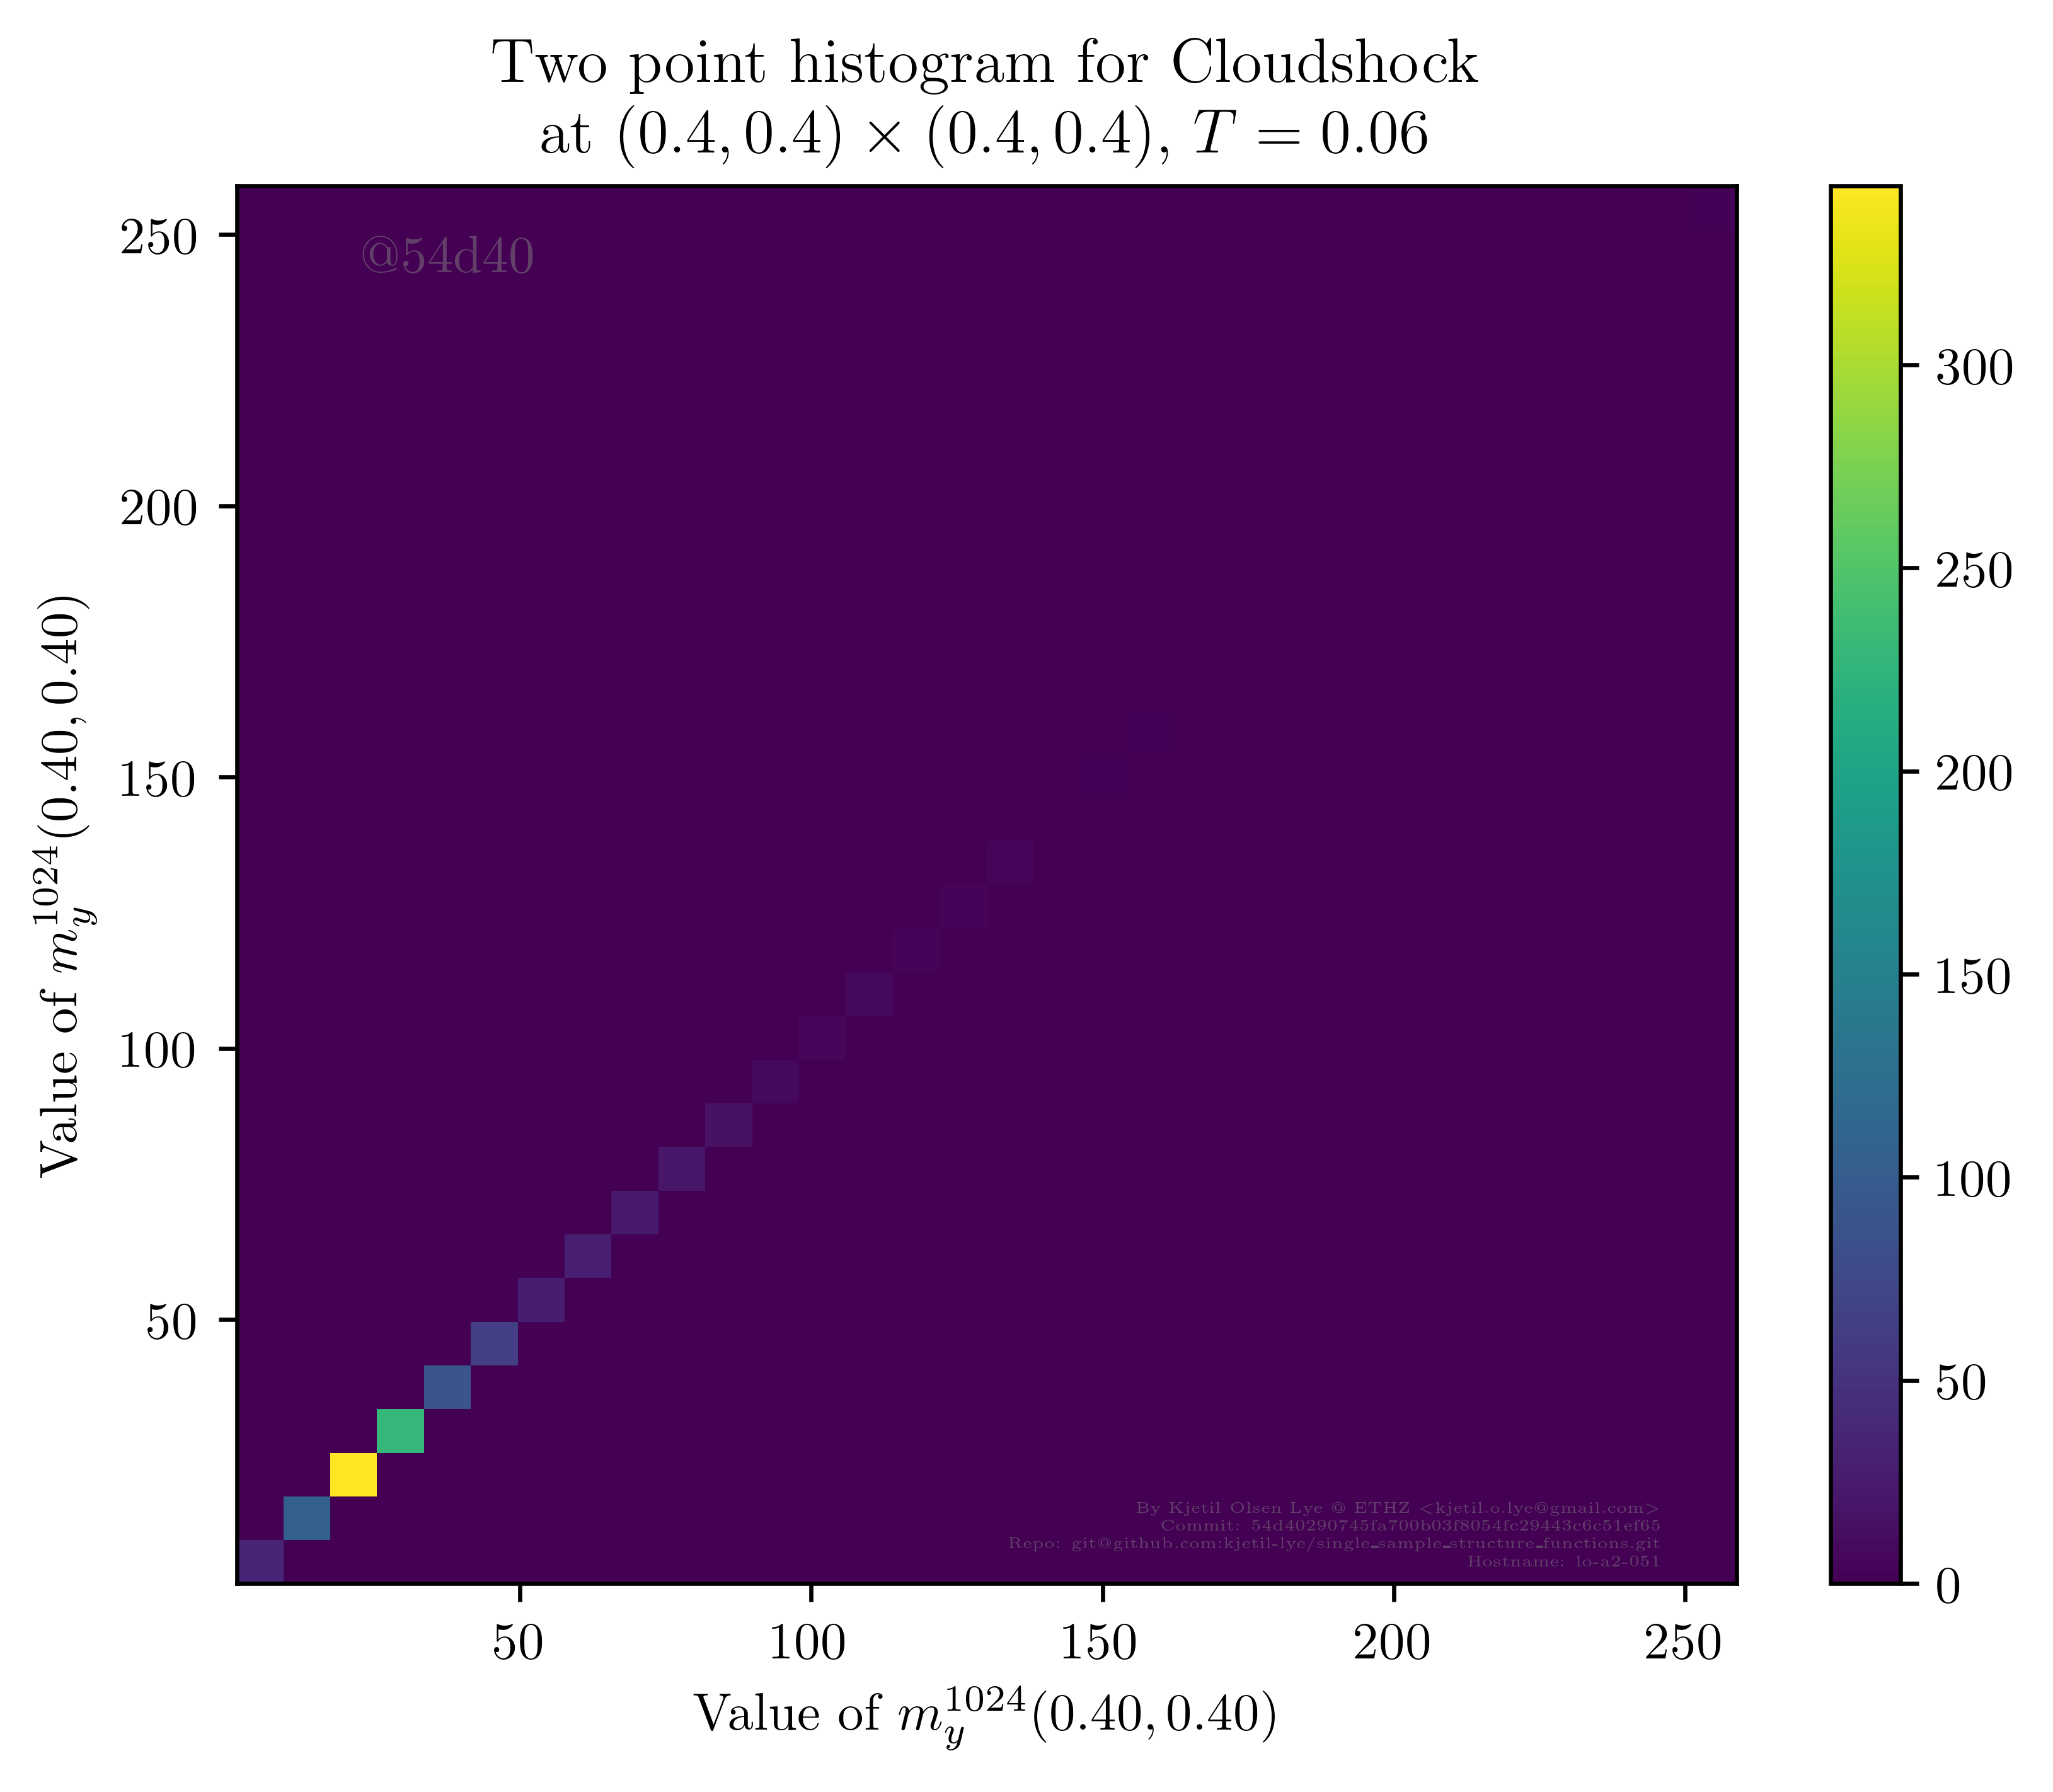 Two point histogram for Cloudshock
at (0.4, 0.4) × (0.4, 0.4), T = 0.06
©54d40
250
200
150
100
50
Value of m_y^1024(0.40, 0.40)
50
100
150
200
250
Value of m_y^1024(0.40, 0.40)
300
250
200
150
100
50
0
By Kjetil Olsen Lye @ ETHZ <kjetil.o.lye@gmail.com>
Commit: 54d40290745fa700b03f8054fc29443c6c51ef65
Repo: git@github.com:kjetil-lye/single_sample_structure_functions.git
Hostname: lo-a2-051